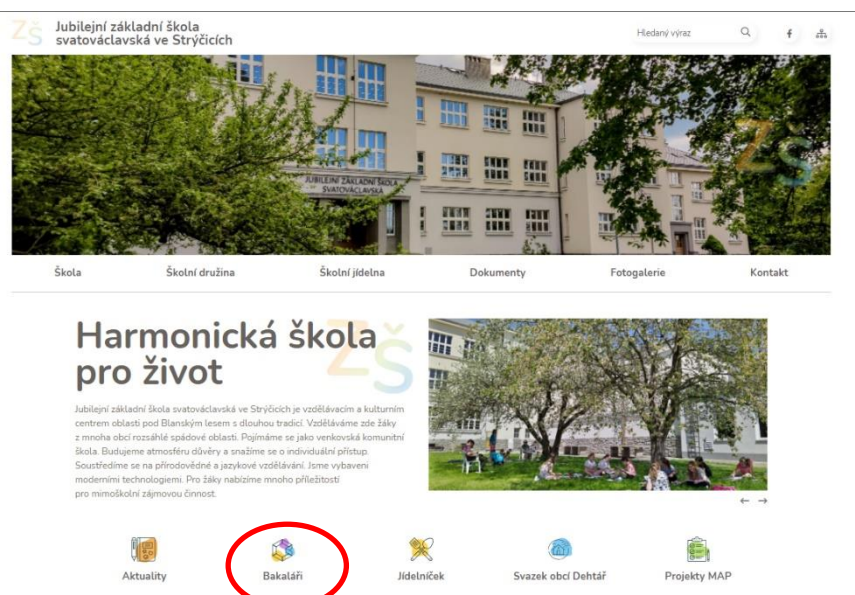 ZŠ
Jubilejní základní škola
svatováclavská ve Strýčicích
Hledaný výraz
JUBILEJNÍ ZÁKLADNÍ ŠKOLA
SVATOVÁCLAVSKÁ
ZŠ
Škola
Školní družina
Školní jídelna
Dokumenty
Fotogalerie
Kontakt
ZŠ
Harmonická škola
pro život
Jubilejní základní škola svatováclavská ve Strýčicích je vzdělávacím a kulturním
centrem oblasti pod Blanským lesem s dlouhou tradicí. Vzděláváme zde žáky
z mnoha obcí rozsáhlé spádové oblasti. Pojímáme se jako venkovská komunitní
škola. Budujeme atmosféru důvěry a snažíme se o individuální přístup.
Soustředíme se na přírodovědné a jazykové vzdělávání. Jsme vybaveni
moderními technologiemi. Pro žáky nabízíme mnoho příležitostí
pro mimoškolní zájmovou činnost.
Aktuality
Bakaláři
Jídelníček
Svazek obcí Dehtář
Projekty MAP